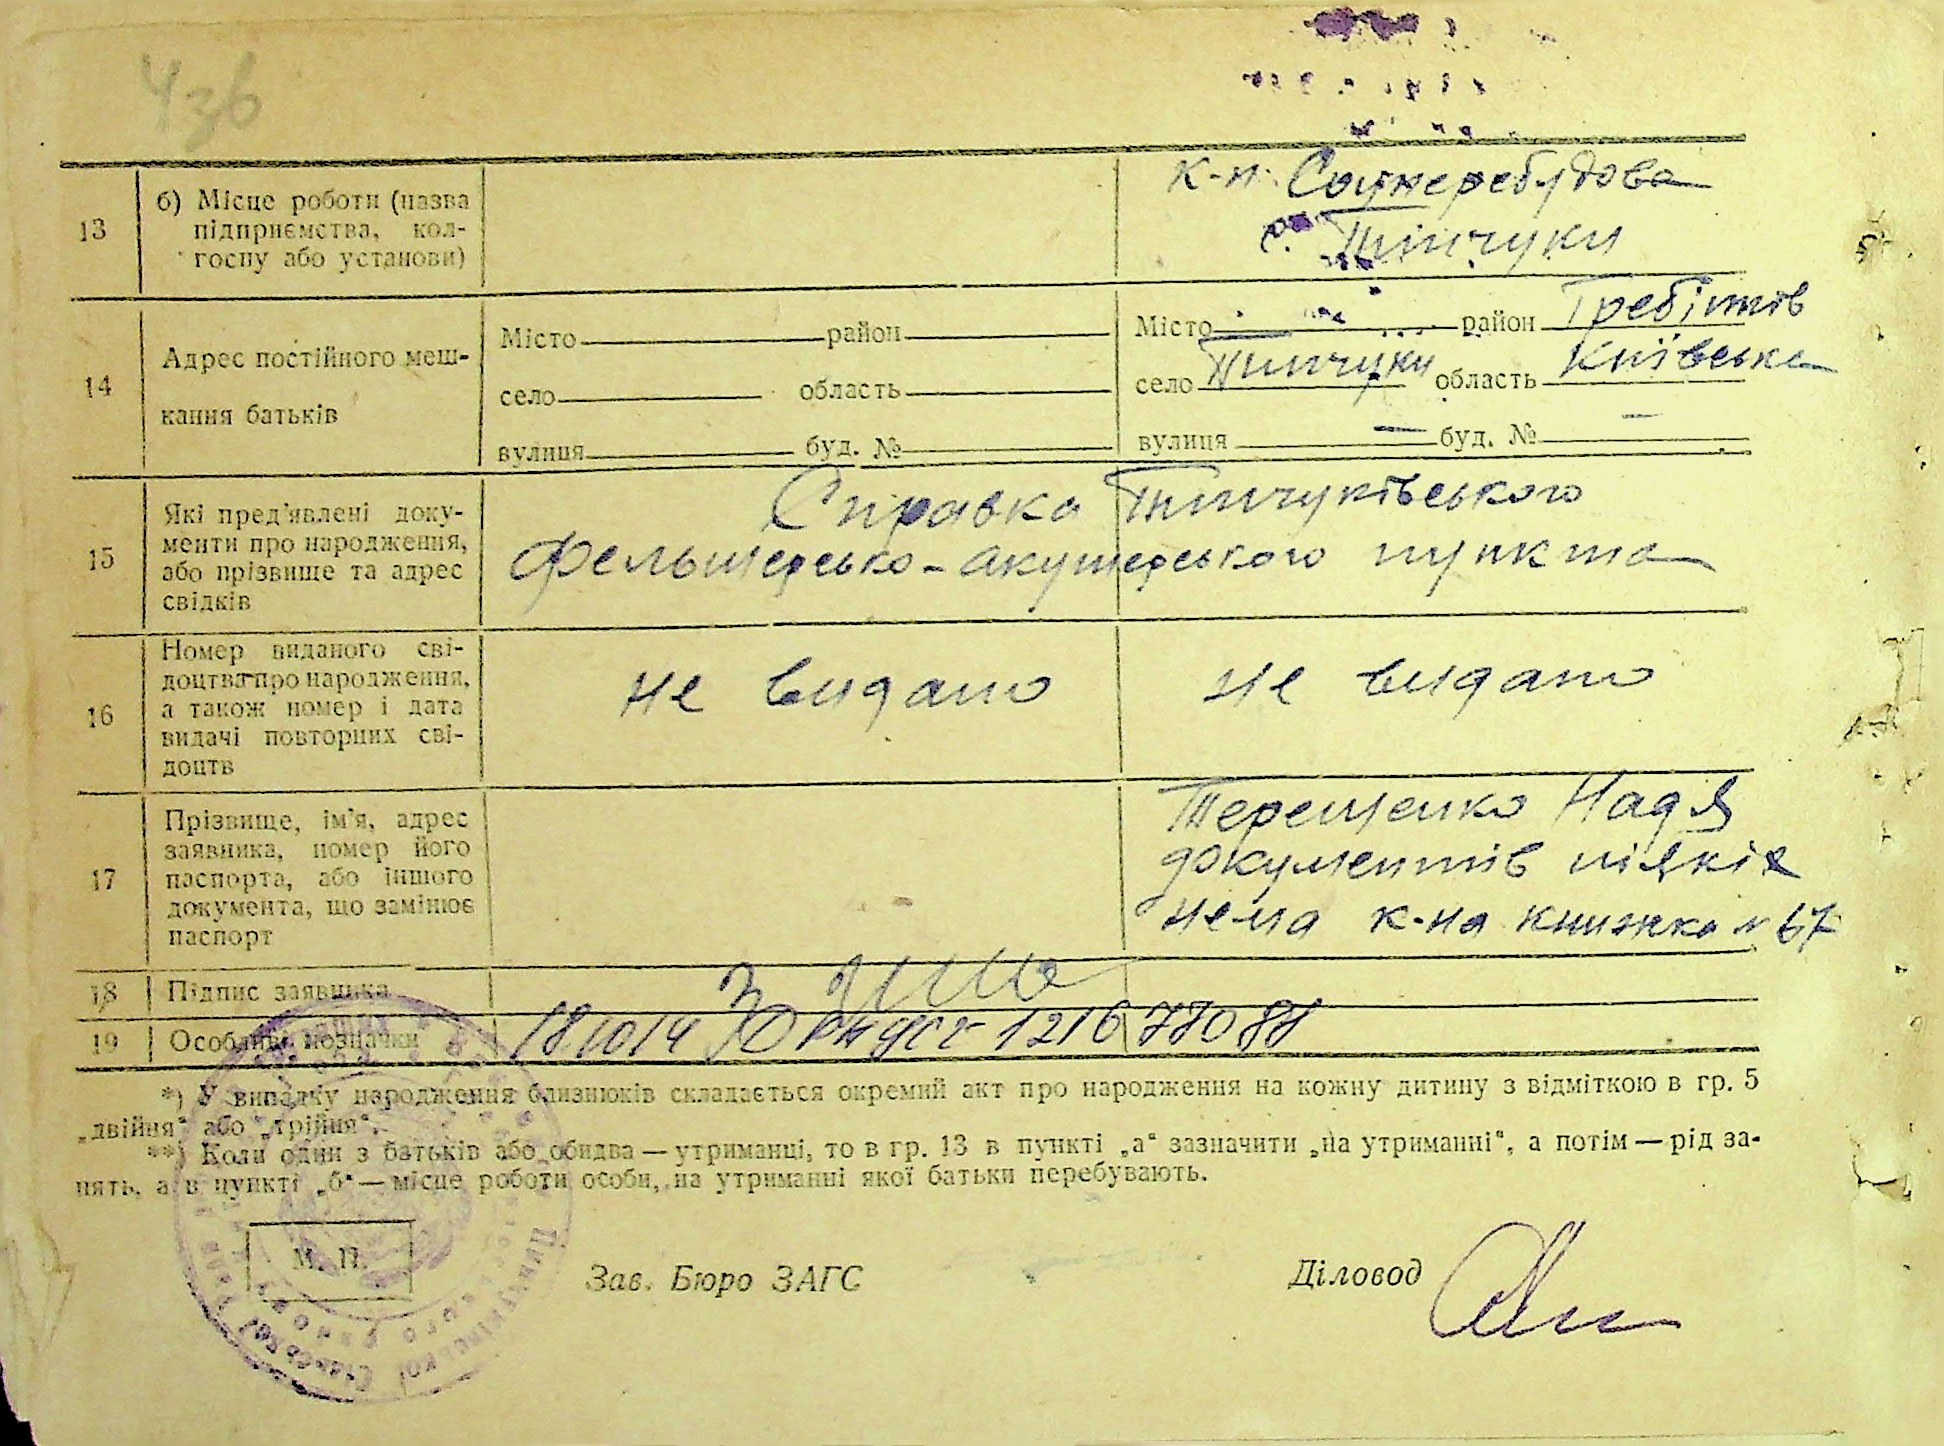 Ч зв
13
б) Місце роботи (назва
підприємства, кол-
госпу або установи)
к-п Соцперебудова
с. Пінчуки
14
Адрес постійного меш-
кання батьків
Місто район
село область
вулиця буд. №
Місто район Гребінків
село Пінчуки область Київська
вулиця — буд. № —
15
Які пред'явлені доку-
менти про народження,
або прізвище та адрес
свідків
Справка Пінчуківського
фельшерсько-акушерського пункта
16
Номер виданого сві-
доцтва про народження,
а також номер і дата
видачі повторних сві-
доцтв
не видано
не видано
17
Прізвище, ім'я, адрес
заявника, номер його
паспорта, або іншого
документа, що замінює
паспорт
Терещенко Надія
документів ніяких
нема к-на книжка № 67
18
Підпис заявника
19
Особливі позначки
*) У випадку народження близнюків складається окремий акт про народження на кожну дитину з відміткою в гр. 5
„двійня" або „трійня".
**) Коли один з батьків або обидва — утриманці, то в гр. 13 в пункті „а" зазначити „на утриманні", а потім — рід за-
нять, а в пункті „б" — місце роботи особи, на утриманні якої батьки перебувають.
М. П.
Зав. Бюро ЗАГС
Діловод